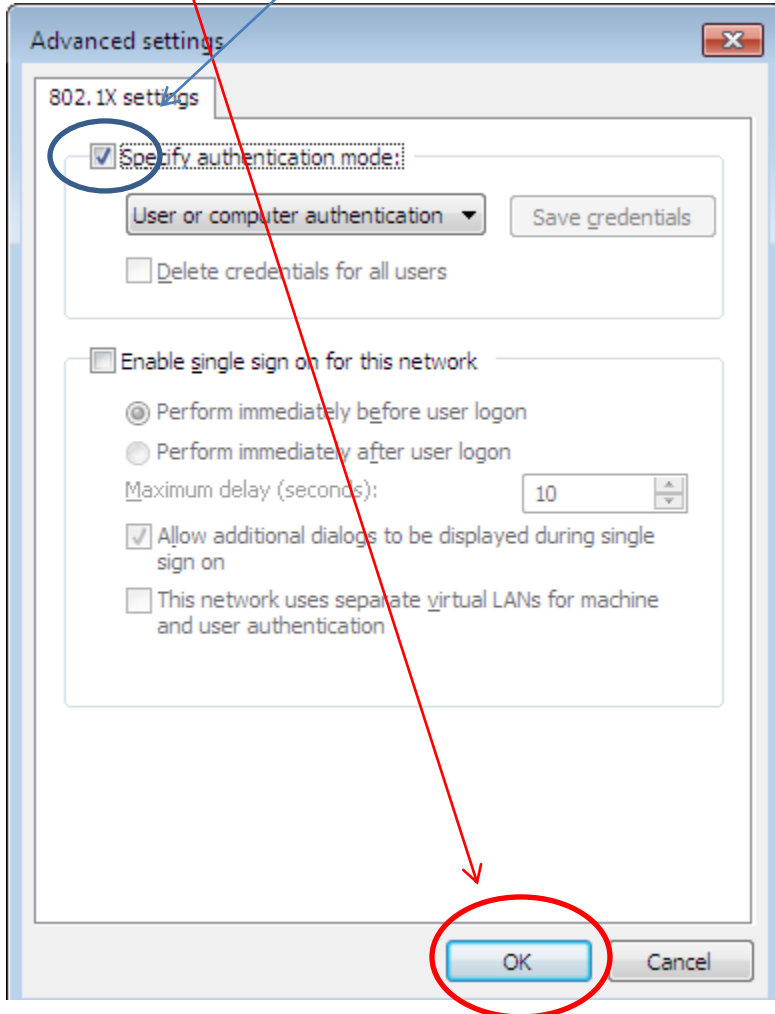 Advanced settings
802.1X settings
Specify authentication mode:
User or computer authentication
Save credentials
Delete credentials for all users
Enable single sign on for this network
Perform immediately before user logon
Perform immediately after user logon
Maximum delay (seconds):
10
Allow additional dialogs to be displayed during single
sign on
This network uses separate virtual LANs for machine
and user authentication
OK
Cancel